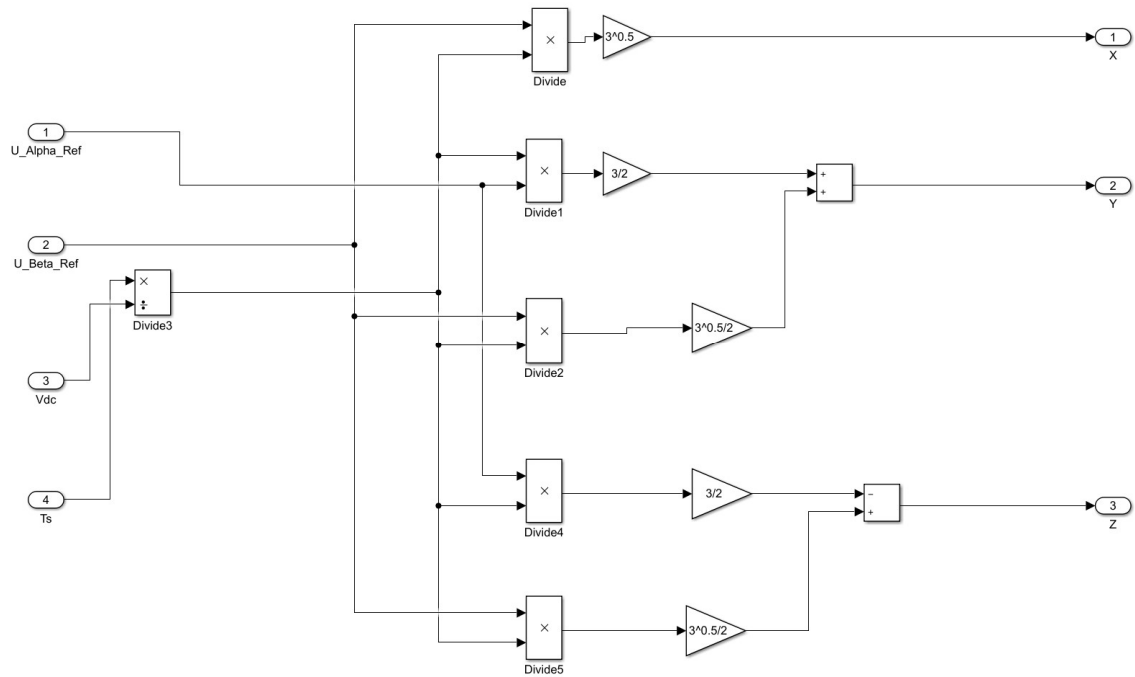 3^0.5
1
X
Divide
1
U_Alpha_Ref
Divide1
3/2
+
+
2
Y
2
U_Beta_Ref
×
÷
Divide3
×
×
×
Divide2
3^0.5/2
3
Vdc
4
Ts
×
Divide4
3/2
−
+
3
Z
×
Divide5
3^0.5/2